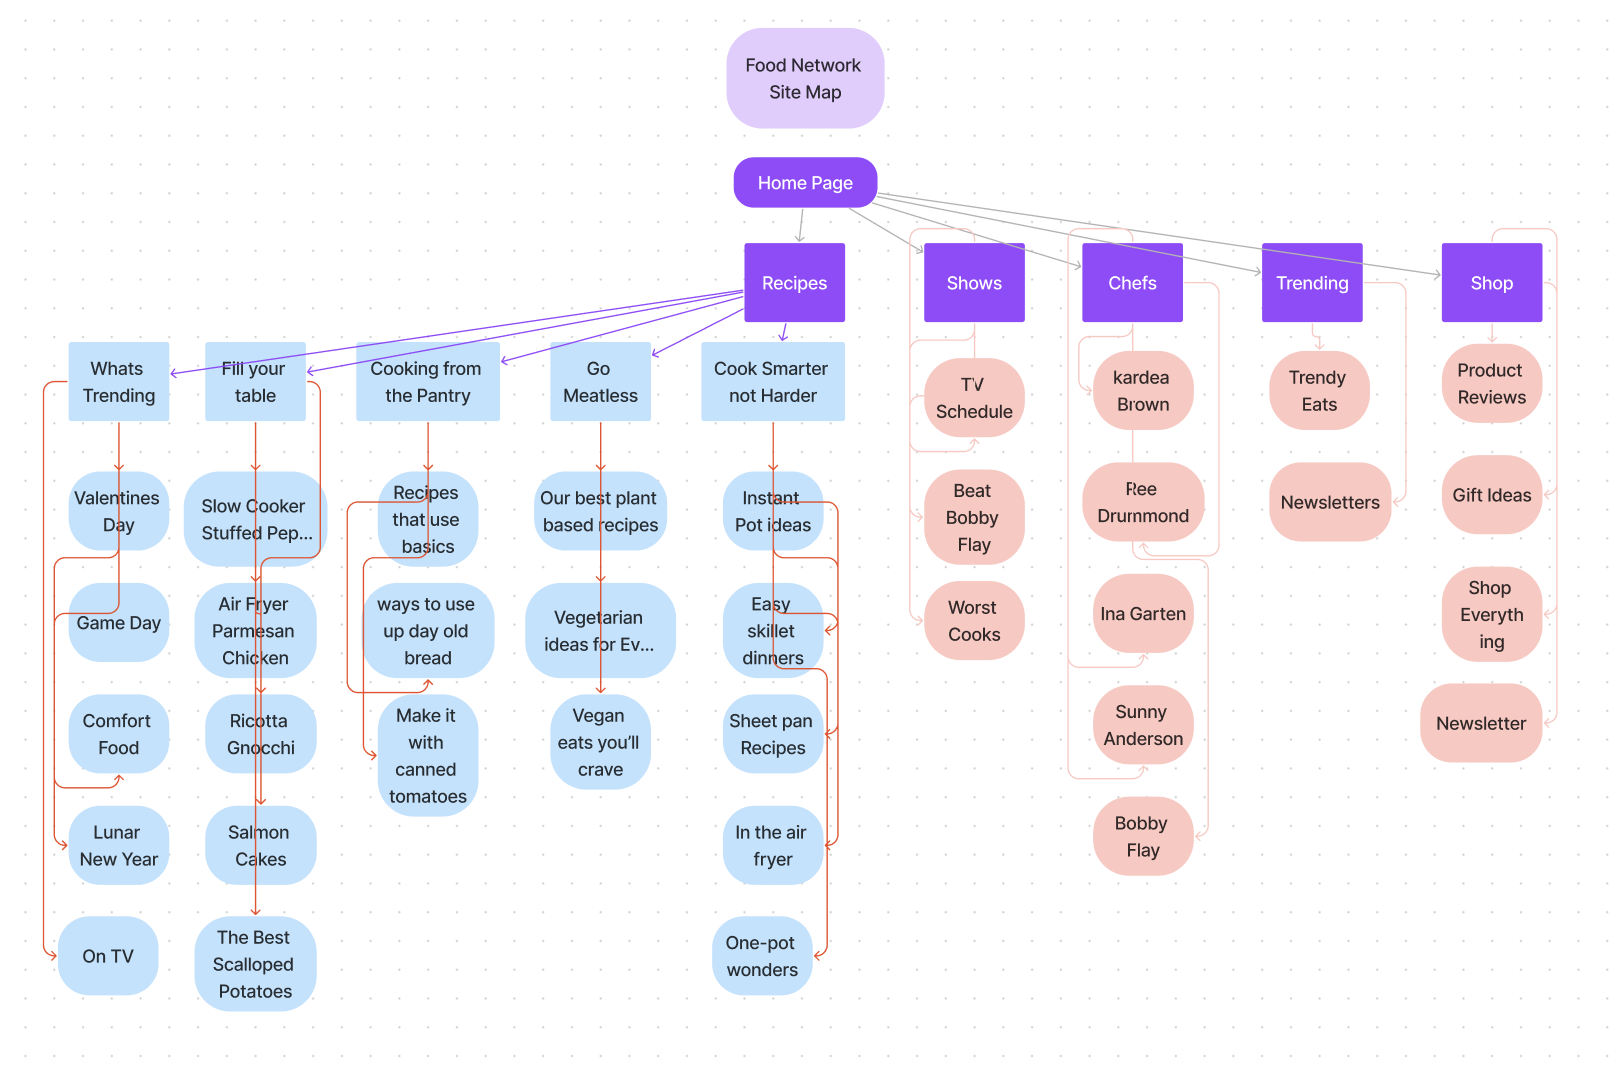 Food Network
Site Map
Home Page
Recipes
Shows
Chefs
Trending
Shop
Whats
Trending
Fill your
table
Cooking from
the Pantry
Go
Meatless
Cook Smarter
not Harder
Valentines
Day
Game Day
Comfort
Food
Lunar
New Year
On TV
Slow Cooker
Stuffed Pep...
Air Fryer
Parmesan
Chicken
Ricotta
Gnocchi
Salmon
Cakes
The Best
Scalloped
Potatoes
Recipes
that use
basics
ways to use
up day old
bread
Make it
with
canned
tomatoes
Our best plant
based recipes
Vegetarian
ideas for Ev...
Vegan
eats you'll
crave
Instant
Pot ideas
Easy
skillet
dinners
Sheet pan
Recipes
In the air
fryer
One-pot
wonders
TV
Schedule
Beat
Bobby
Flay
Worst
Cooks
kardea
Brown
Ree
Drummond
Ina Garten
Sunny
Anderson
Bobby
Flay
Trendy
Eats
Newsletters
Product
Reviews
Gift Ideas
Shop
Everyth
ing
Newsletter